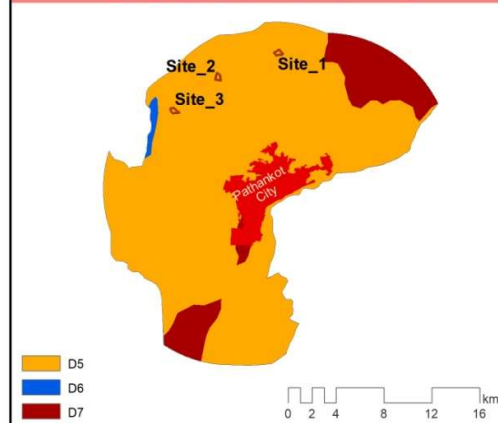 Site_1
Site_2
Site_3
Pathankot
City
D5
D6
D7
km
0 2 4 8 12 16